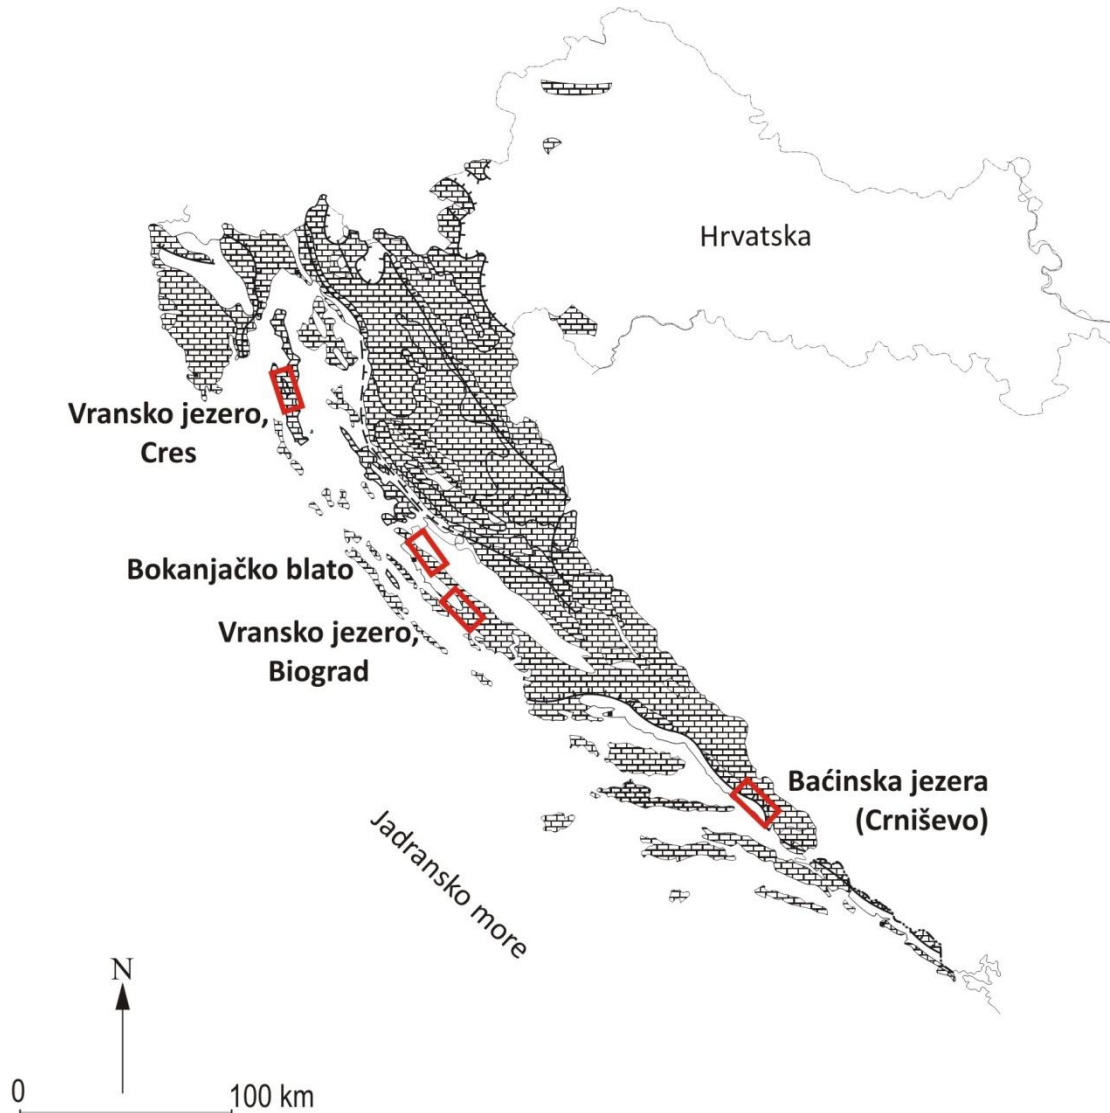 Hrvatska
Vransko jezero,
Cres
Bokanjačko blato
Vransko jezero,
Biograd
Baćinska jezera
(Crniševo)
Jadransko more
N
0 100 km